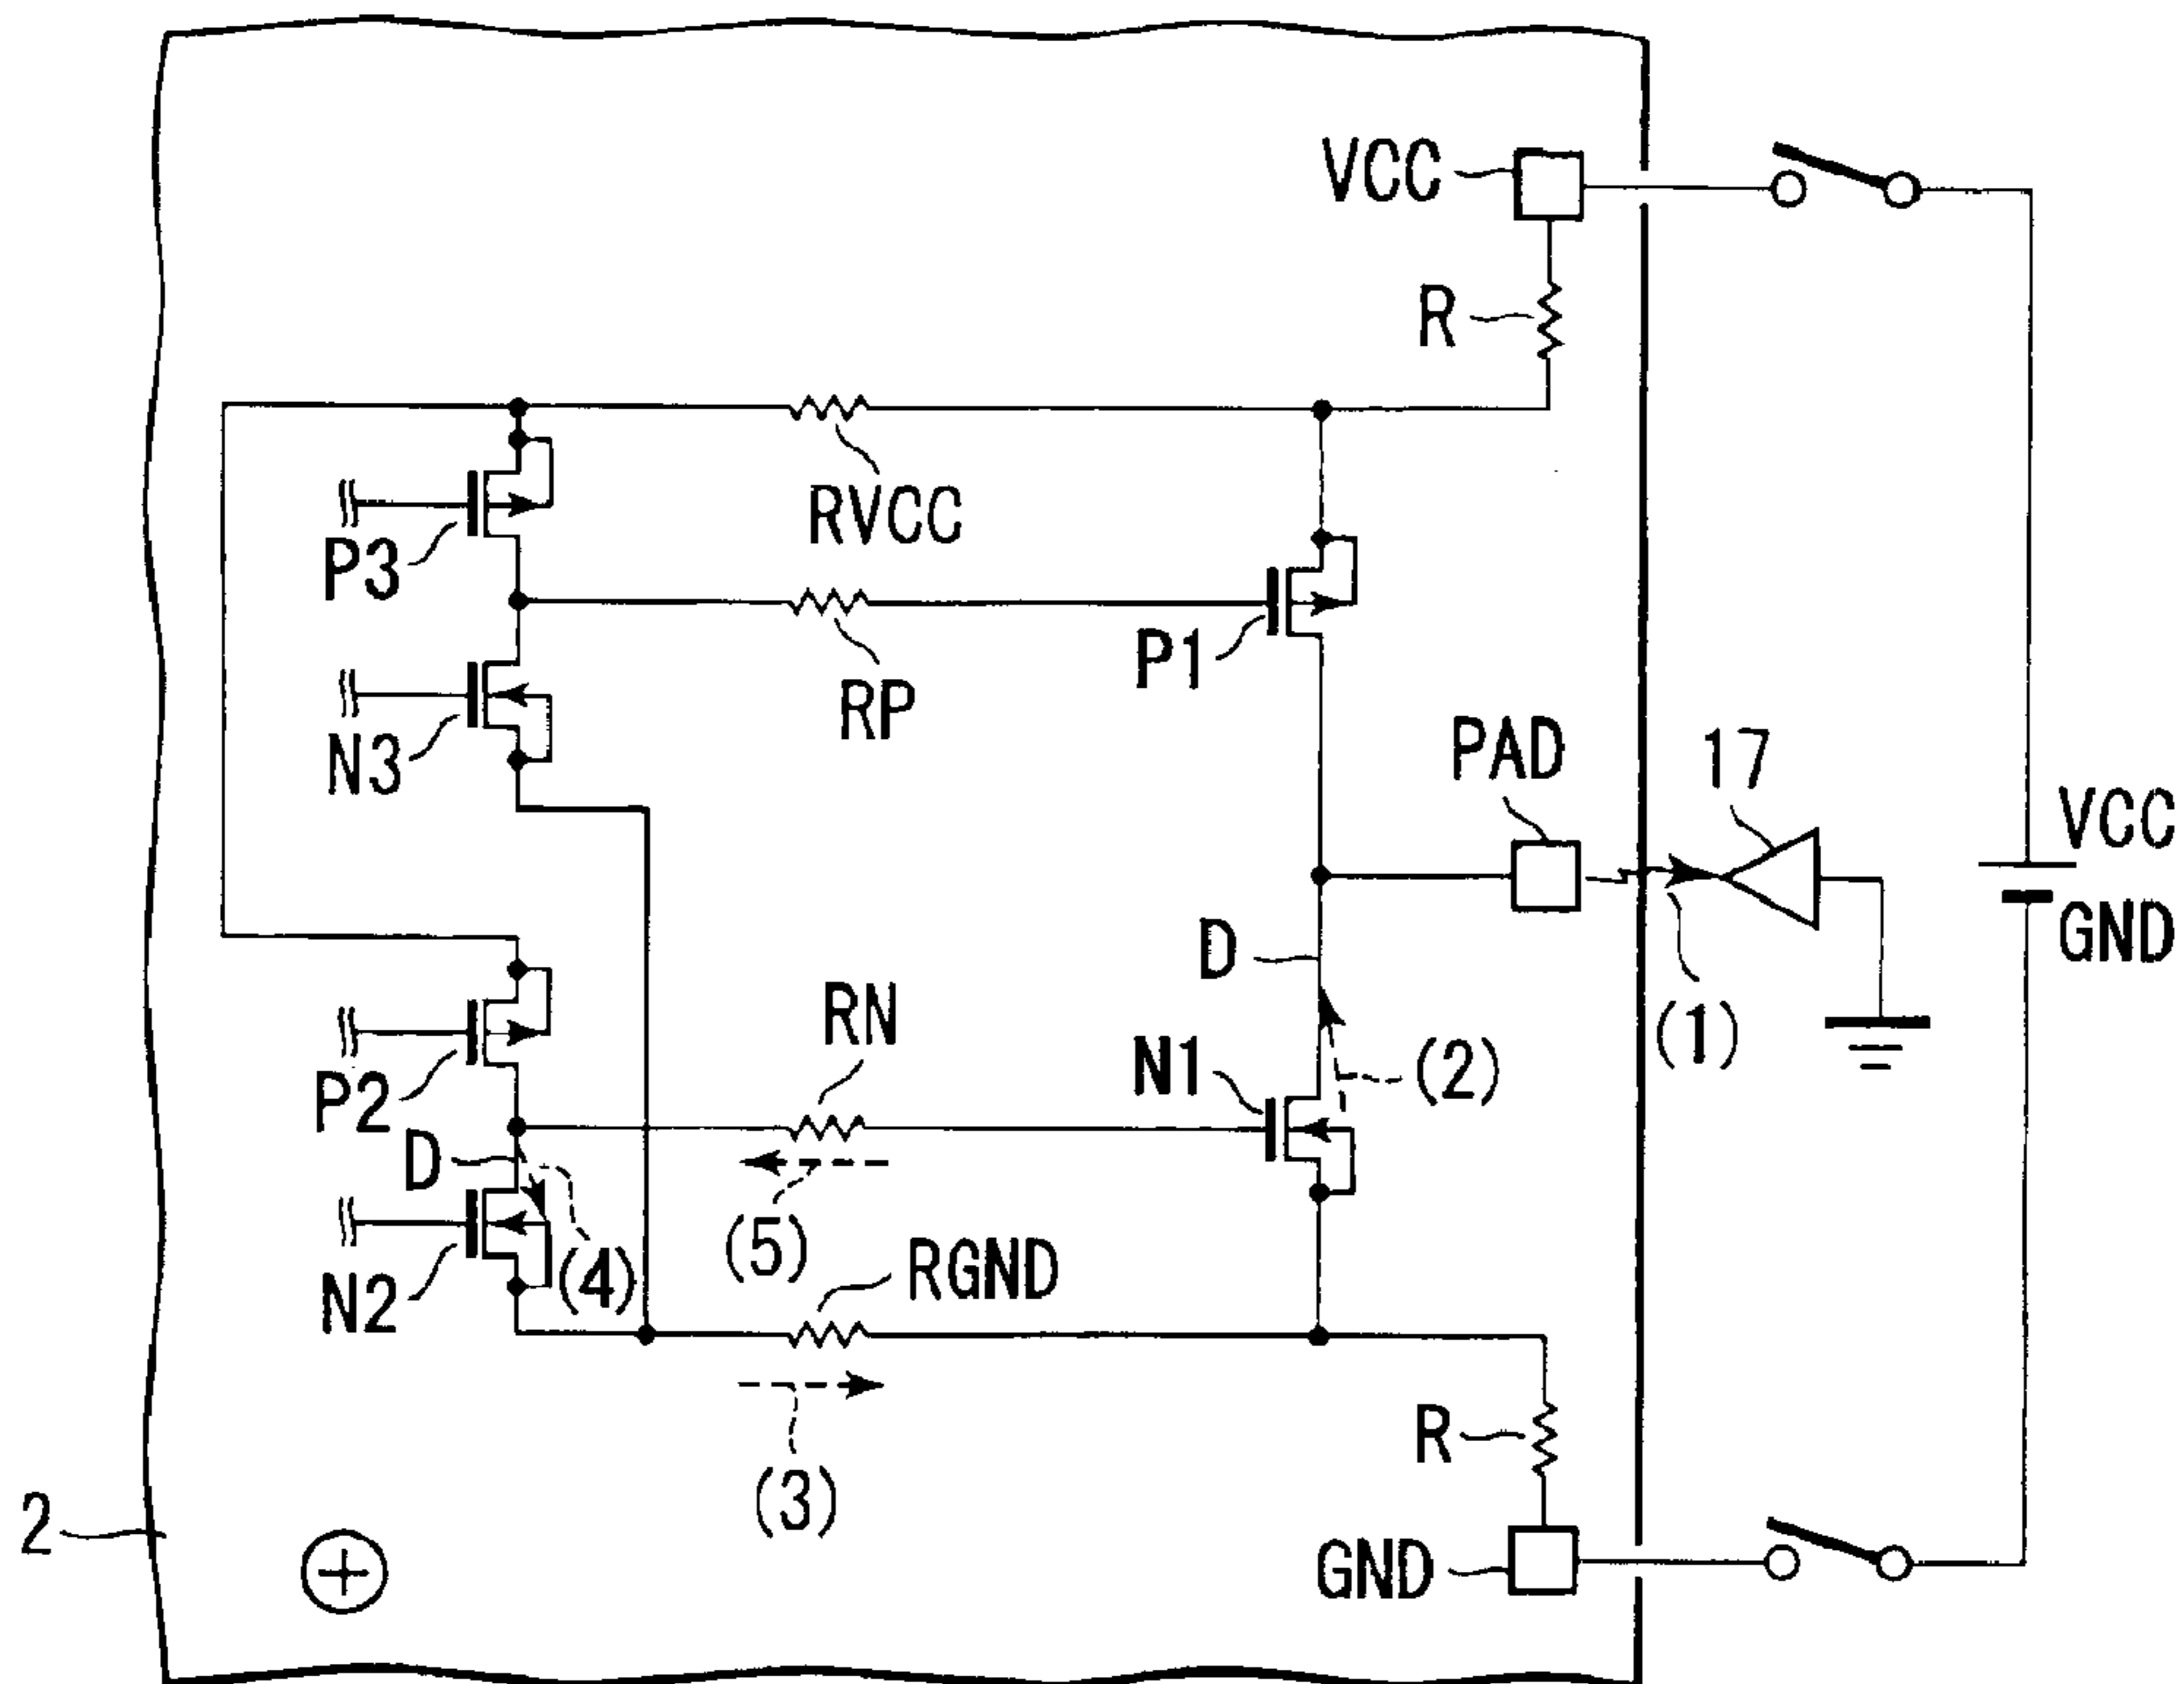 VCC
R
RVCC
P3
RP
P1
N3
PAD
17
VCC
GND
D
(1)
RN
N1
(2)
P2
D
(5)
(4)
RGND
N2
R
(3)
2
GND